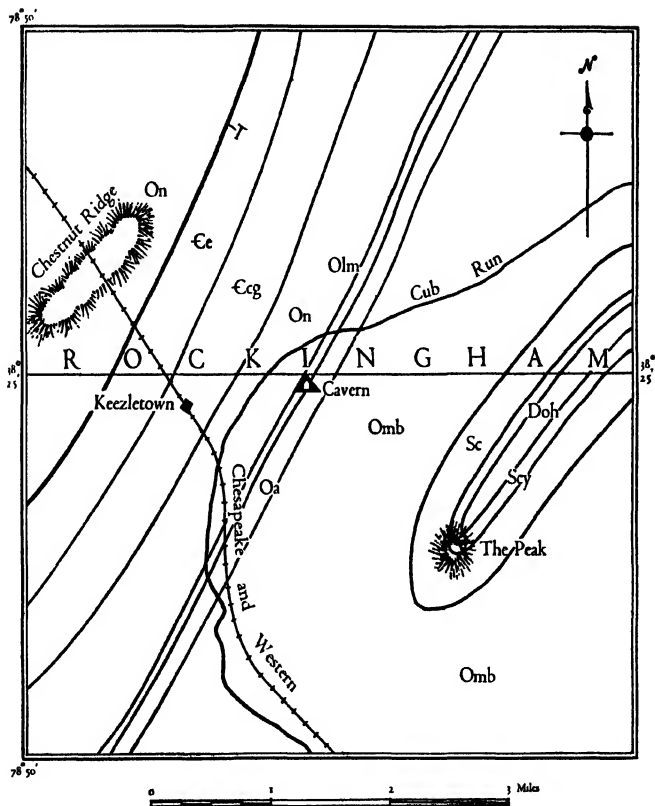 78° 50'
N
T
On
Chestnut Ridge
Ꞓe
Ꞓcg
Olm
Cub Run
On
38° 25'
ROCKINGHAM
38° 25'
Keezletown
Cavern
Omb
Doh
Sc
Scy
Oa
Chesapeake and Western
The Peak
Omb
78° 50'
0 1 2 3 Miles